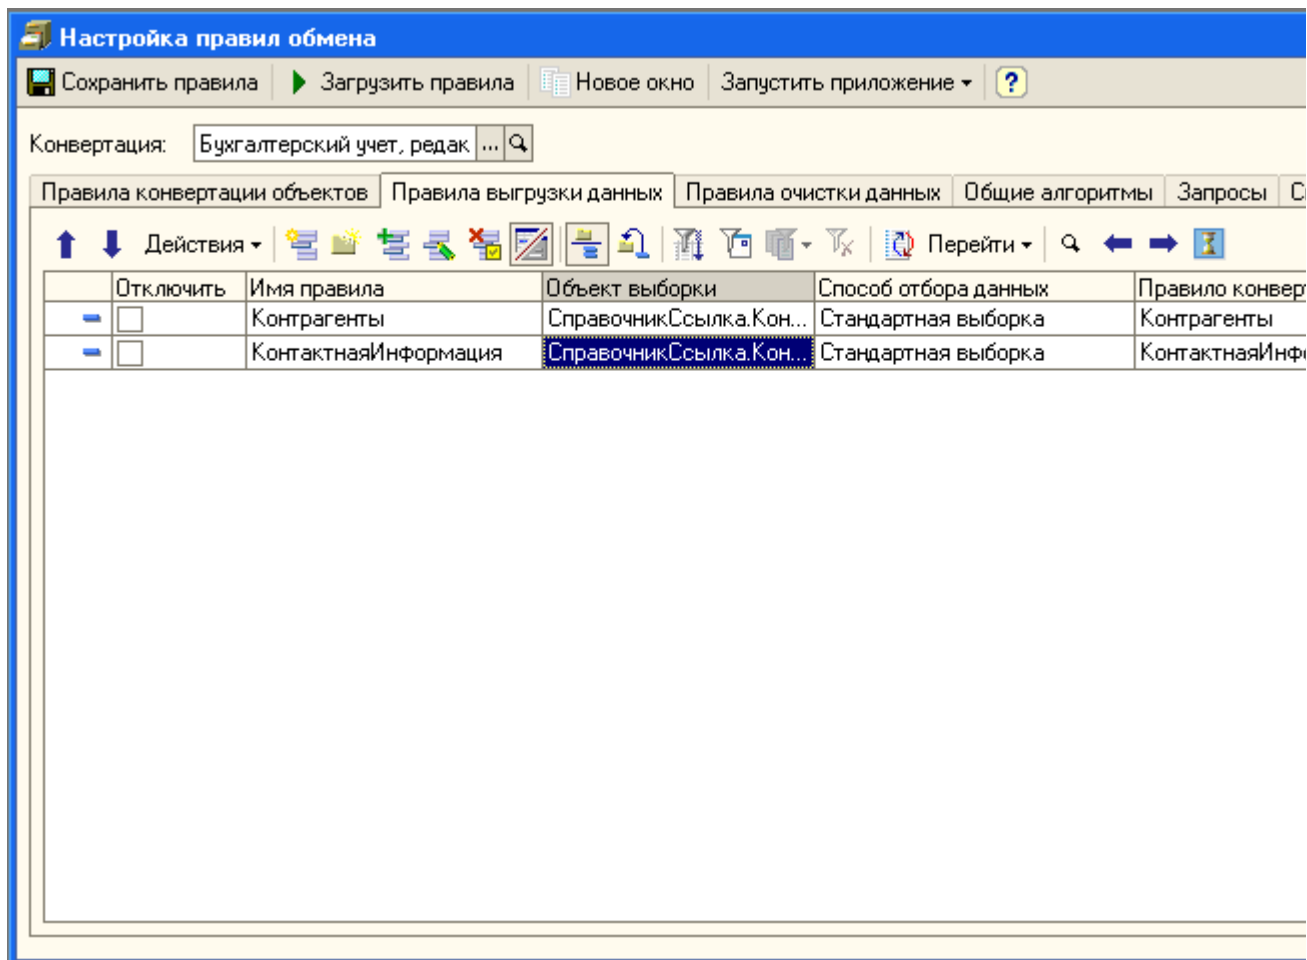 Настройка правил обмена
Сохранить правила Загрузить правила Новое окно Запустить приложение ?
Конвертация: Бухгалтерский учет, редак ...
Правила конвертации объектов Правила выгрузки данных Правила очистки данных Общие алгоритмы Запросы С
Действия Перейти
Отключить Имя правила Объект выборки Способ отбора данных Правило конвер
Контрагенты СправочникСсылка.Кон... Стандартная выборка Контрагенты
КонтактнаяИнформация СправочникСсылка.Кон... Стандартная выборка КонтактнаяИнф